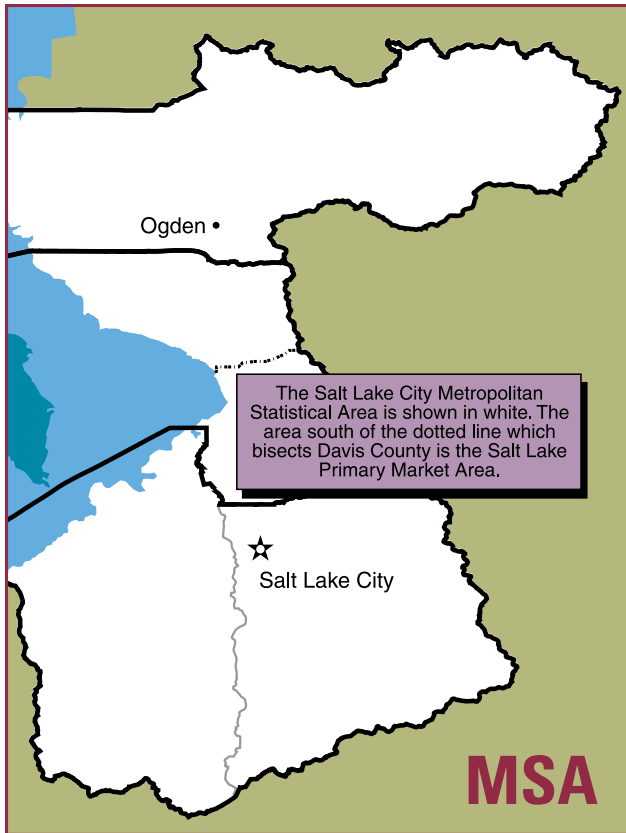 Ogden
The Salt Lake City Metropolitan
Statistical Area is shown in white. The
area south of the dotted line which
bisects Davis County is the Salt Lake
Primary Market Area.
Salt Lake City
MSA